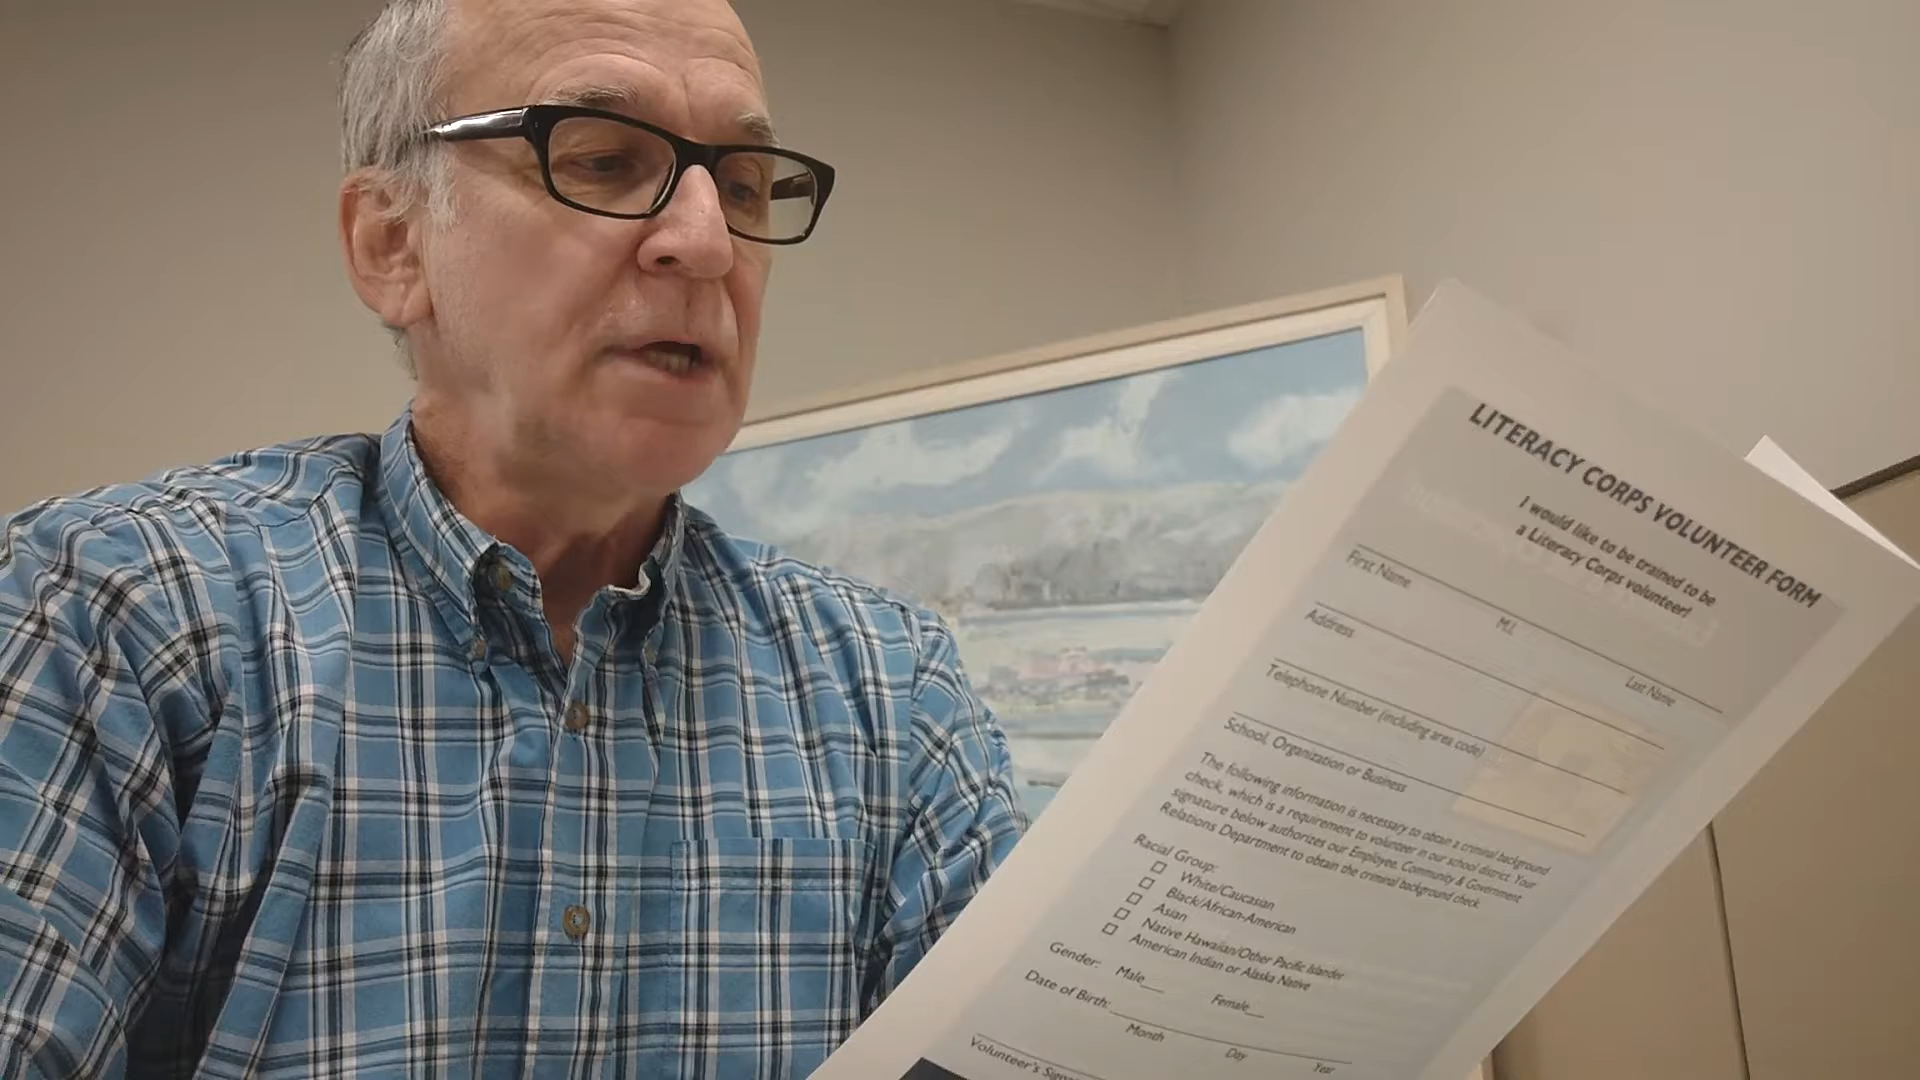 LITERACY CORPS VOLUNTEER FORM
I would like to be trained to be
a Literacy Corps volunteer!
First Name M.I. Last Name
Address
Telephone Number (including area code)
School, Organization or Business
The following information is necessary to obtain a criminal background
check, which is a requirement to volunteer in our school district. Your
signature below authorizes our Employee, Community & Government
Relations Department to obtain the criminal background check.
Racial Group:
White/Caucasian
Black/African-American
Asian
Native Hawaiian/Other Pacific Islander
American Indian or Alaska Native
Gender: Male___ Female___
Date of Birth:
Month Day Year
Volunteer's